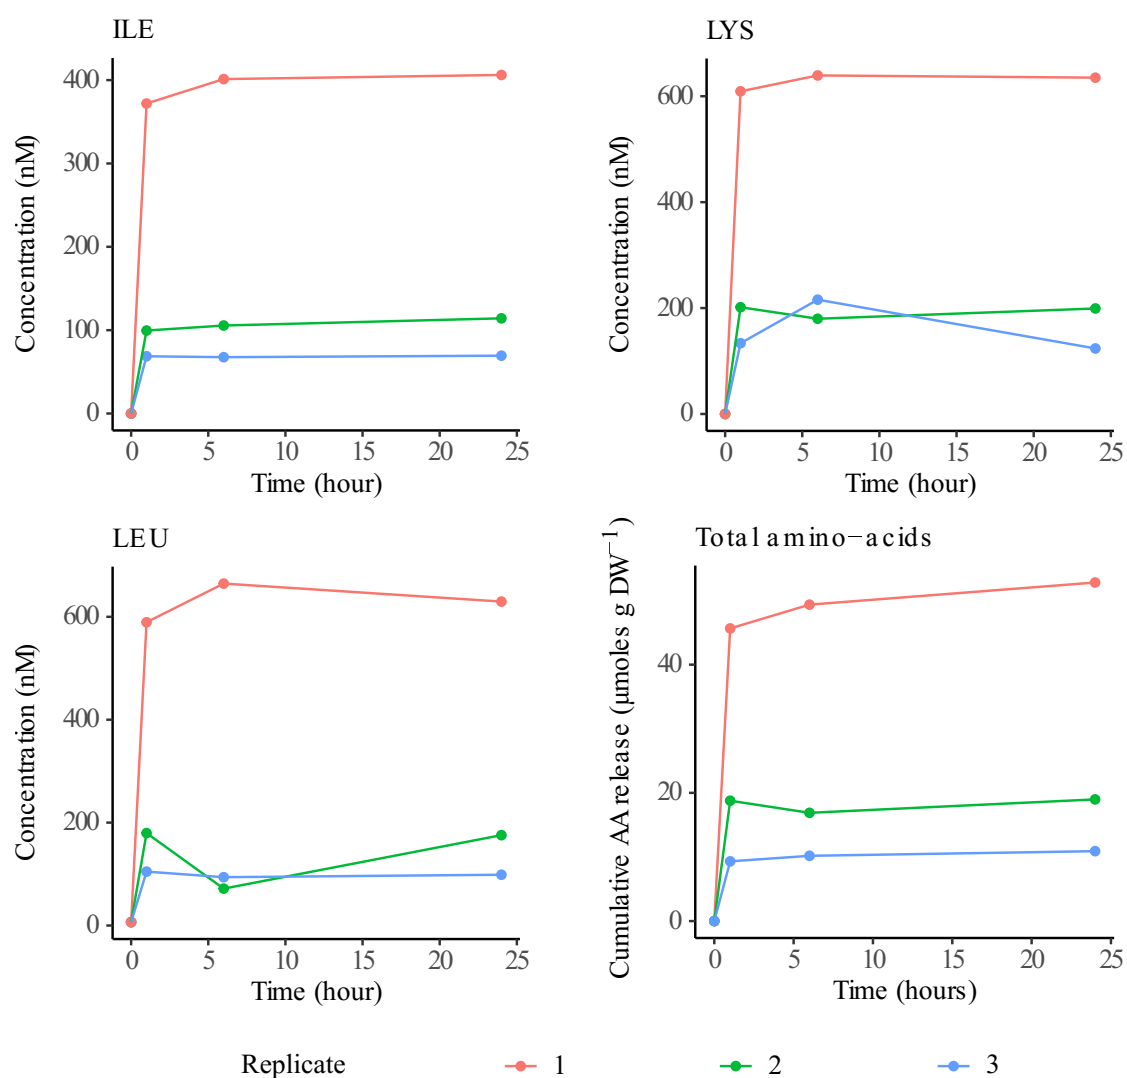 ILE
Concentration (nM)
400
300
200
100
0
0 5 10 15 20 25
Time (hour)
LYS
Concentration (nM)
600
400
200
0
0 5 10 15 20 25
Time (hour)
LEU
Concentration (nM)
600
400
200
0
0 5 10 15 20 25
Time (hour)
Total amino−acids
Cumulative AA release (μmoles g DW⁻¹)
40
20
0
0 5 10 15 20 25
Time (hours)
Replicate 1 2 3